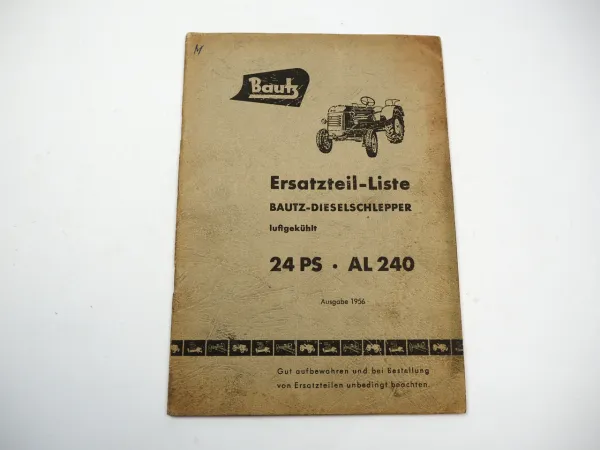 M
Bautz
Ersatzteil-Liste
BAUTZ-DIESELSCHLEPPER
luftgekühlt
24 PS · AL 240
Ausgabe 1956
Gut aufbewahren und bei Bestellung
von Ersatzteilen unbedingt beachten.